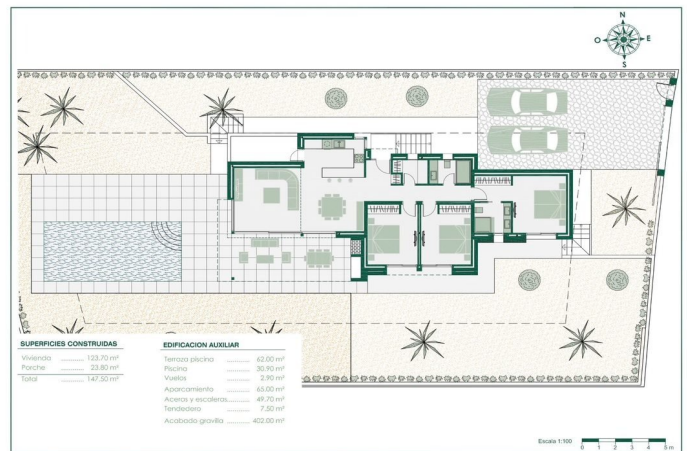 N
O E
S
SUPERFICIES CONSTRUIDAS
Vivienda ............ 123.70 m²
Porche ............ 23.80 m²
Total ............ 147.50 m²
EDIFICACION AUXILIAR
Terraza piscina ............ 62.00 m²
Piscina ............ 30.90 m²
Vuelos ............ 2.90 m²
Aparcamiento ............ 65.00 m²
Aceras y escaleras ............ 49.70 m²
Tendedero ............ 7.50 m²
Acabado gravilla ............ 402.00 m²
Escala 1:100
0 1 2 3 4 5 m